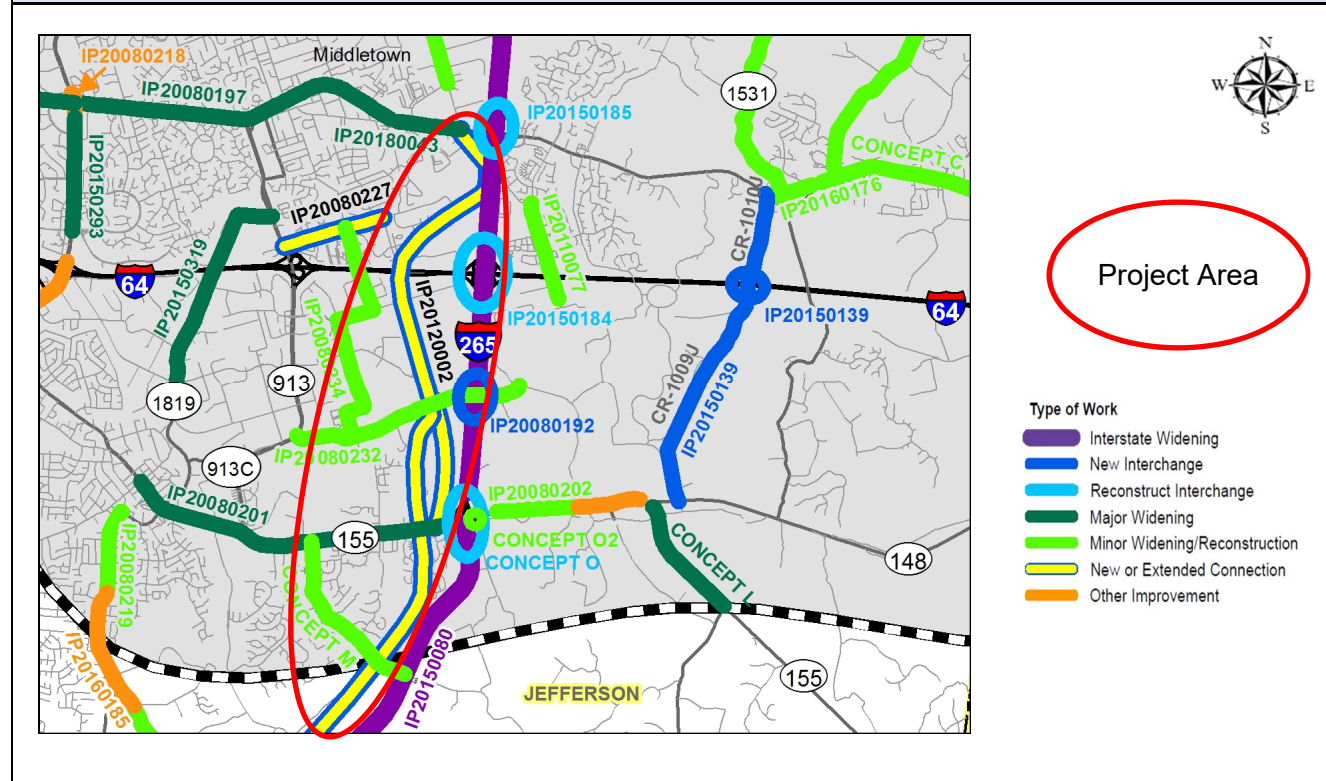 IP20080218
Middletown
IP20080197
IP20180043
IP20150185
1531
CONCEPT C
IP20160176
IP20150293
IP20080227
IP20110077
CR-1010J
IP20150319
64
IP20120002
IP20150184
IP20150139
64
265
IP20080234
CR-1009J
IP20150139
913
1819
IP20080192
IP20080232
913C
IP20080201
IP20080202
155
CONCEPT O2
CONCEPT O
CONCEPT L
148
IP20080219
CONCEPT M
IP20160185
IP20150080
JEFFERSON
155
N
W E
S
Project Area
Type of Work
Interstate Widening
New Interchange
Reconstruct Interchange
Major Widening
Minor Widening/Reconstruction
New or Extended Connection
Other Improvement